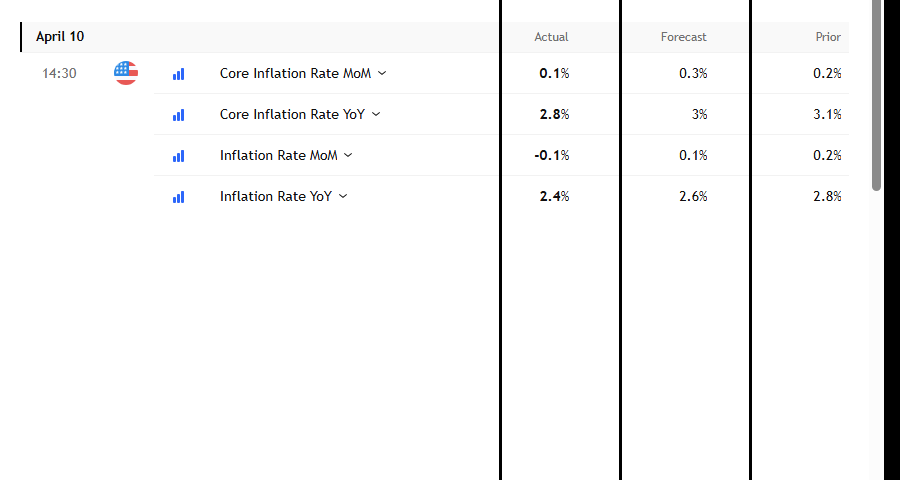 April 10 Actual Forecast Prior
14:30 Core Inflation Rate MoM 0.1% 0.3% 0.2%
Core Inflation Rate YoY 2.8% 3% 3.1%
Inflation Rate MoM -0.1% 0.1% 0.2%
Inflation Rate YoY 2.4% 2.6% 2.8%